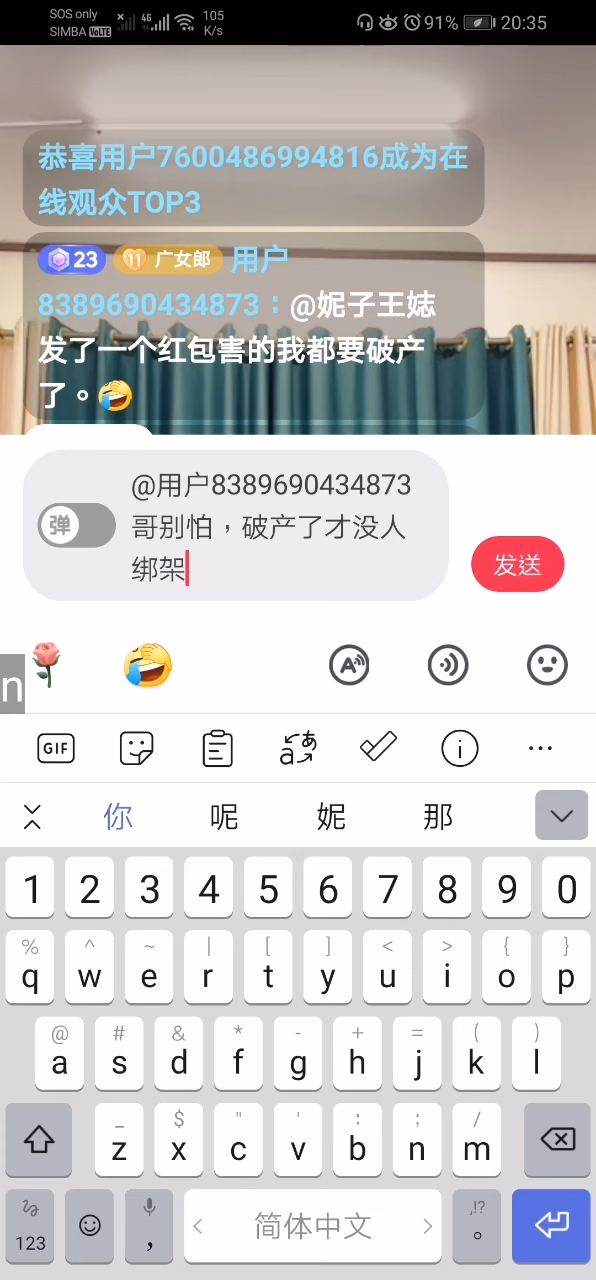 SOS only
SIMBA VoLTE
4G
105
K/s
91%
20:35
恭喜用户7600486994816成为在
线观众TOP3
23 11 广女郎 用户
8389690434873：@妮子王婊
发了一个红包害的我都要破产
了。🤣
弹
@用户8389690434873
哥别怕，破产了才没人
绑架
发送
n
GIF
你 呢 妮 那
1 2 3 4 5 6 7 8 9 0
% ^ ~ | [ ] < > { }
q w e r t y u i o p
@ # & * - + = ( )
a s d f g h j k l
_ $ " ' : ; /
z x c v b n m
123 , 简体中文 ,!? 。